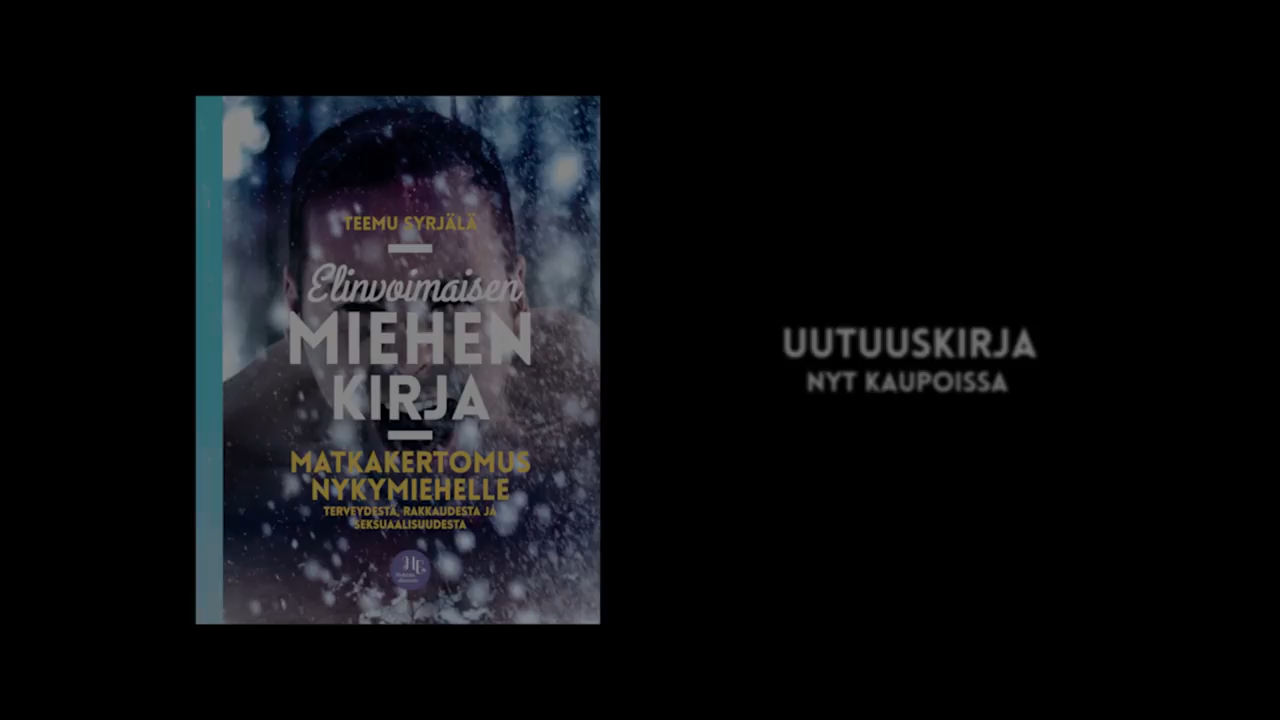 TEEMU SYRJÄLÄ
Elinvoimaisen
MIEHEN
KIRJA
MATKAKERTOMUS
NYKYMIEHELLE
TERVEYDESTÄ, RAKKAUDESTA JA
SEKSUAALISUUDESTA
UUTUUSKIRJA
NYT KAUPOISSA